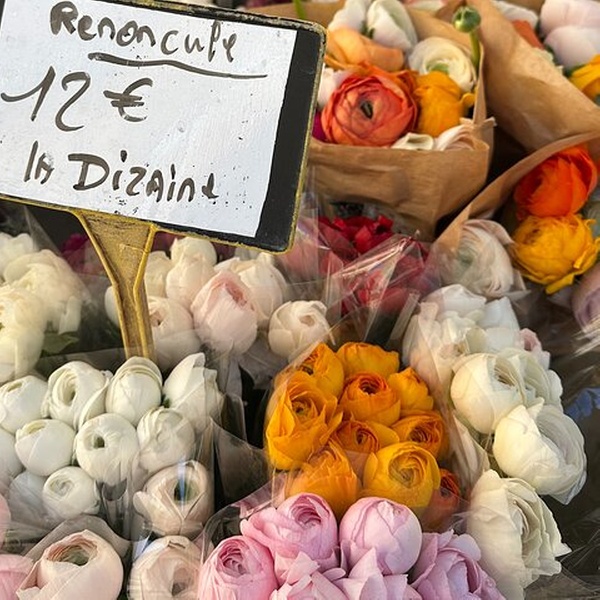 Renoncule
12 €
la Dizaine